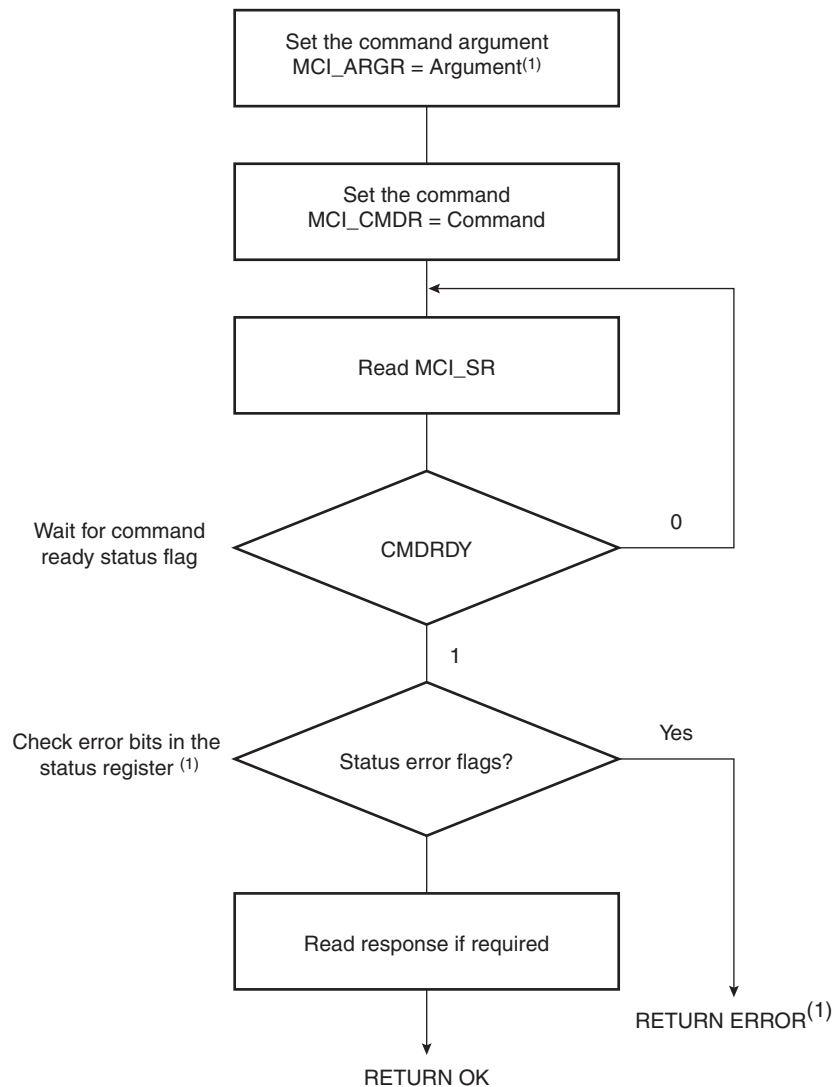 Set the command argument
MCI_ARGR = Argument(1)
Set the command
MCI_CMDR = Command
Read MCI_SR
Wait for command
ready status flag
CMDRDY
0
1
Check error bits in the
status register (1)
Status error flags?
Yes
Read response if required
RETURN ERROR(1)
RETURN OK